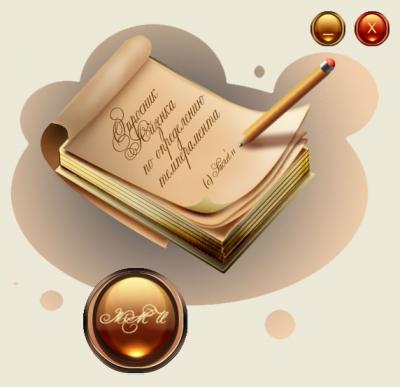 _ X
Опросник
Айзенка
по определению
темперамента
(c)